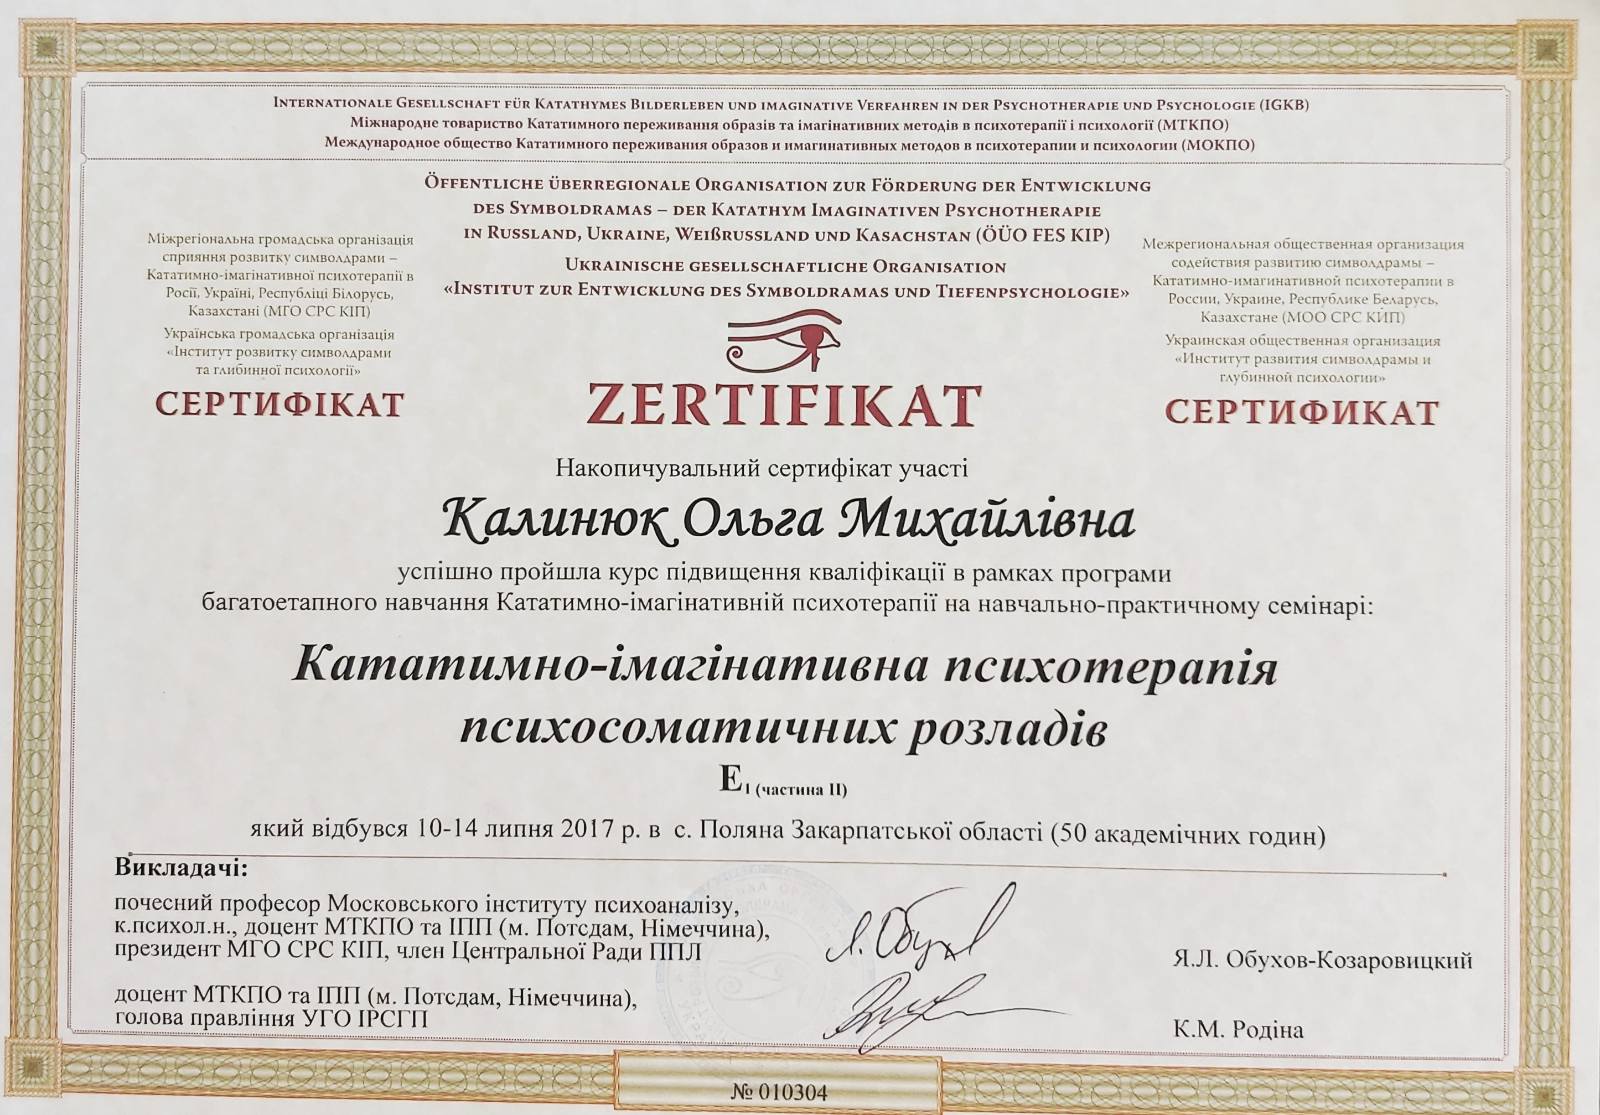 Internationale Gesellschaft für Katathymes Bilderleben und imaginative Verfahren in der Psychotherapie und Psychologie (IGKB)
Міжнародне товариство Кататимного переживання образів та імагінативних методів в психотерапії і психології (МТКПО)
Международное общество Кататимного переживания образов и имагинативных методов в психотерапии и психологии (МОКПО)
Öffentliche überregionale Organisation zur Förderung der Entwicklung
des Symboldramas – der Katathym Imaginativen Psychotherapie
in Russland, Ukraine, Weißrussland und Kasachstan (ÖÜO FES KIP)
Ukrainische gesellschaftliche Organisation
«Institut zur Entwicklung des Symboldramas und Tiefenpsychologie»
Міжрегіональна громадська організація
сприяння розвитку символдрами –
Кататимно-імагінативної психотерапії в
Росії, Україні, Республіці Білорусь,
Казахстані (МГО СРС КІП)
Українська громадська організація
«Інститут розвитку символдрами
та глибинної психології»
СЕРТИФІКАТ
ZERTIFIKAT
Межрегиональная общественная организация
содействия развитию символдрамы –
Кататимно-имагинативной психотерапии в
России, Украине, Республике Беларусь,
Казахстане (МОО СРС КИП)
Украинская общественная организация
«Институт развития символдрамы и
глубинной психологии»
СЕРТИФИКАТ
Накопичувальний сертифікат участі
Калинюк Ольга Михайлівна
успішно пройшла курс підвищення кваліфікації в рамках програми
багатоетапного навчання Кататимно-імагінативній психотерапії на навчально-практичному семінарі:
Кататимно-імагінативна психотерапія
психосоматичних розладів
Е1 (частина II)
який відбувся 10-14 липня 2017 р. в с. Поляна Закарпатської області (50 академічних годин)
Викладачі:
почесний професор Московського інституту психоаналізу,
к.психол.н., доцент МТКПО та ІПП (м. Потсдам, Німеччина),
президент МГО СРС КІП, член Центральної Ради ППЛ
Я.Л. Обухов-Козаровицкий
доцент МТКПО та ІПП (м. Потсдам, Німеччина),
голова правління УГО ІРСГП
К.М. Родіна
№ 010304